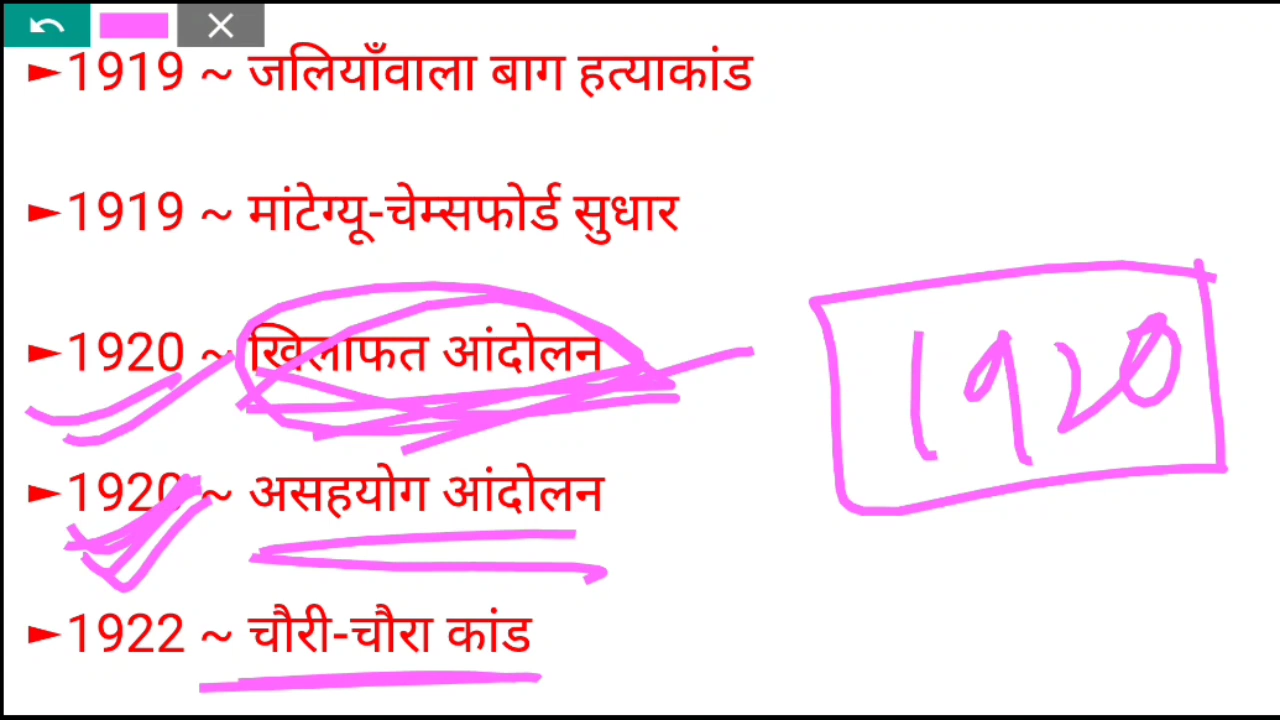 ►1919 ~ जलियाँवाला बाग हत्याकांड
►1919 ~ मांटेग्यू-चेम्सफोर्ड सुधार
►1920 ~ खिलाफत आंदोलन
1920
►1920 ~ असहयोग आंदोलन
►1922 ~ चौरी-चौरा कांड